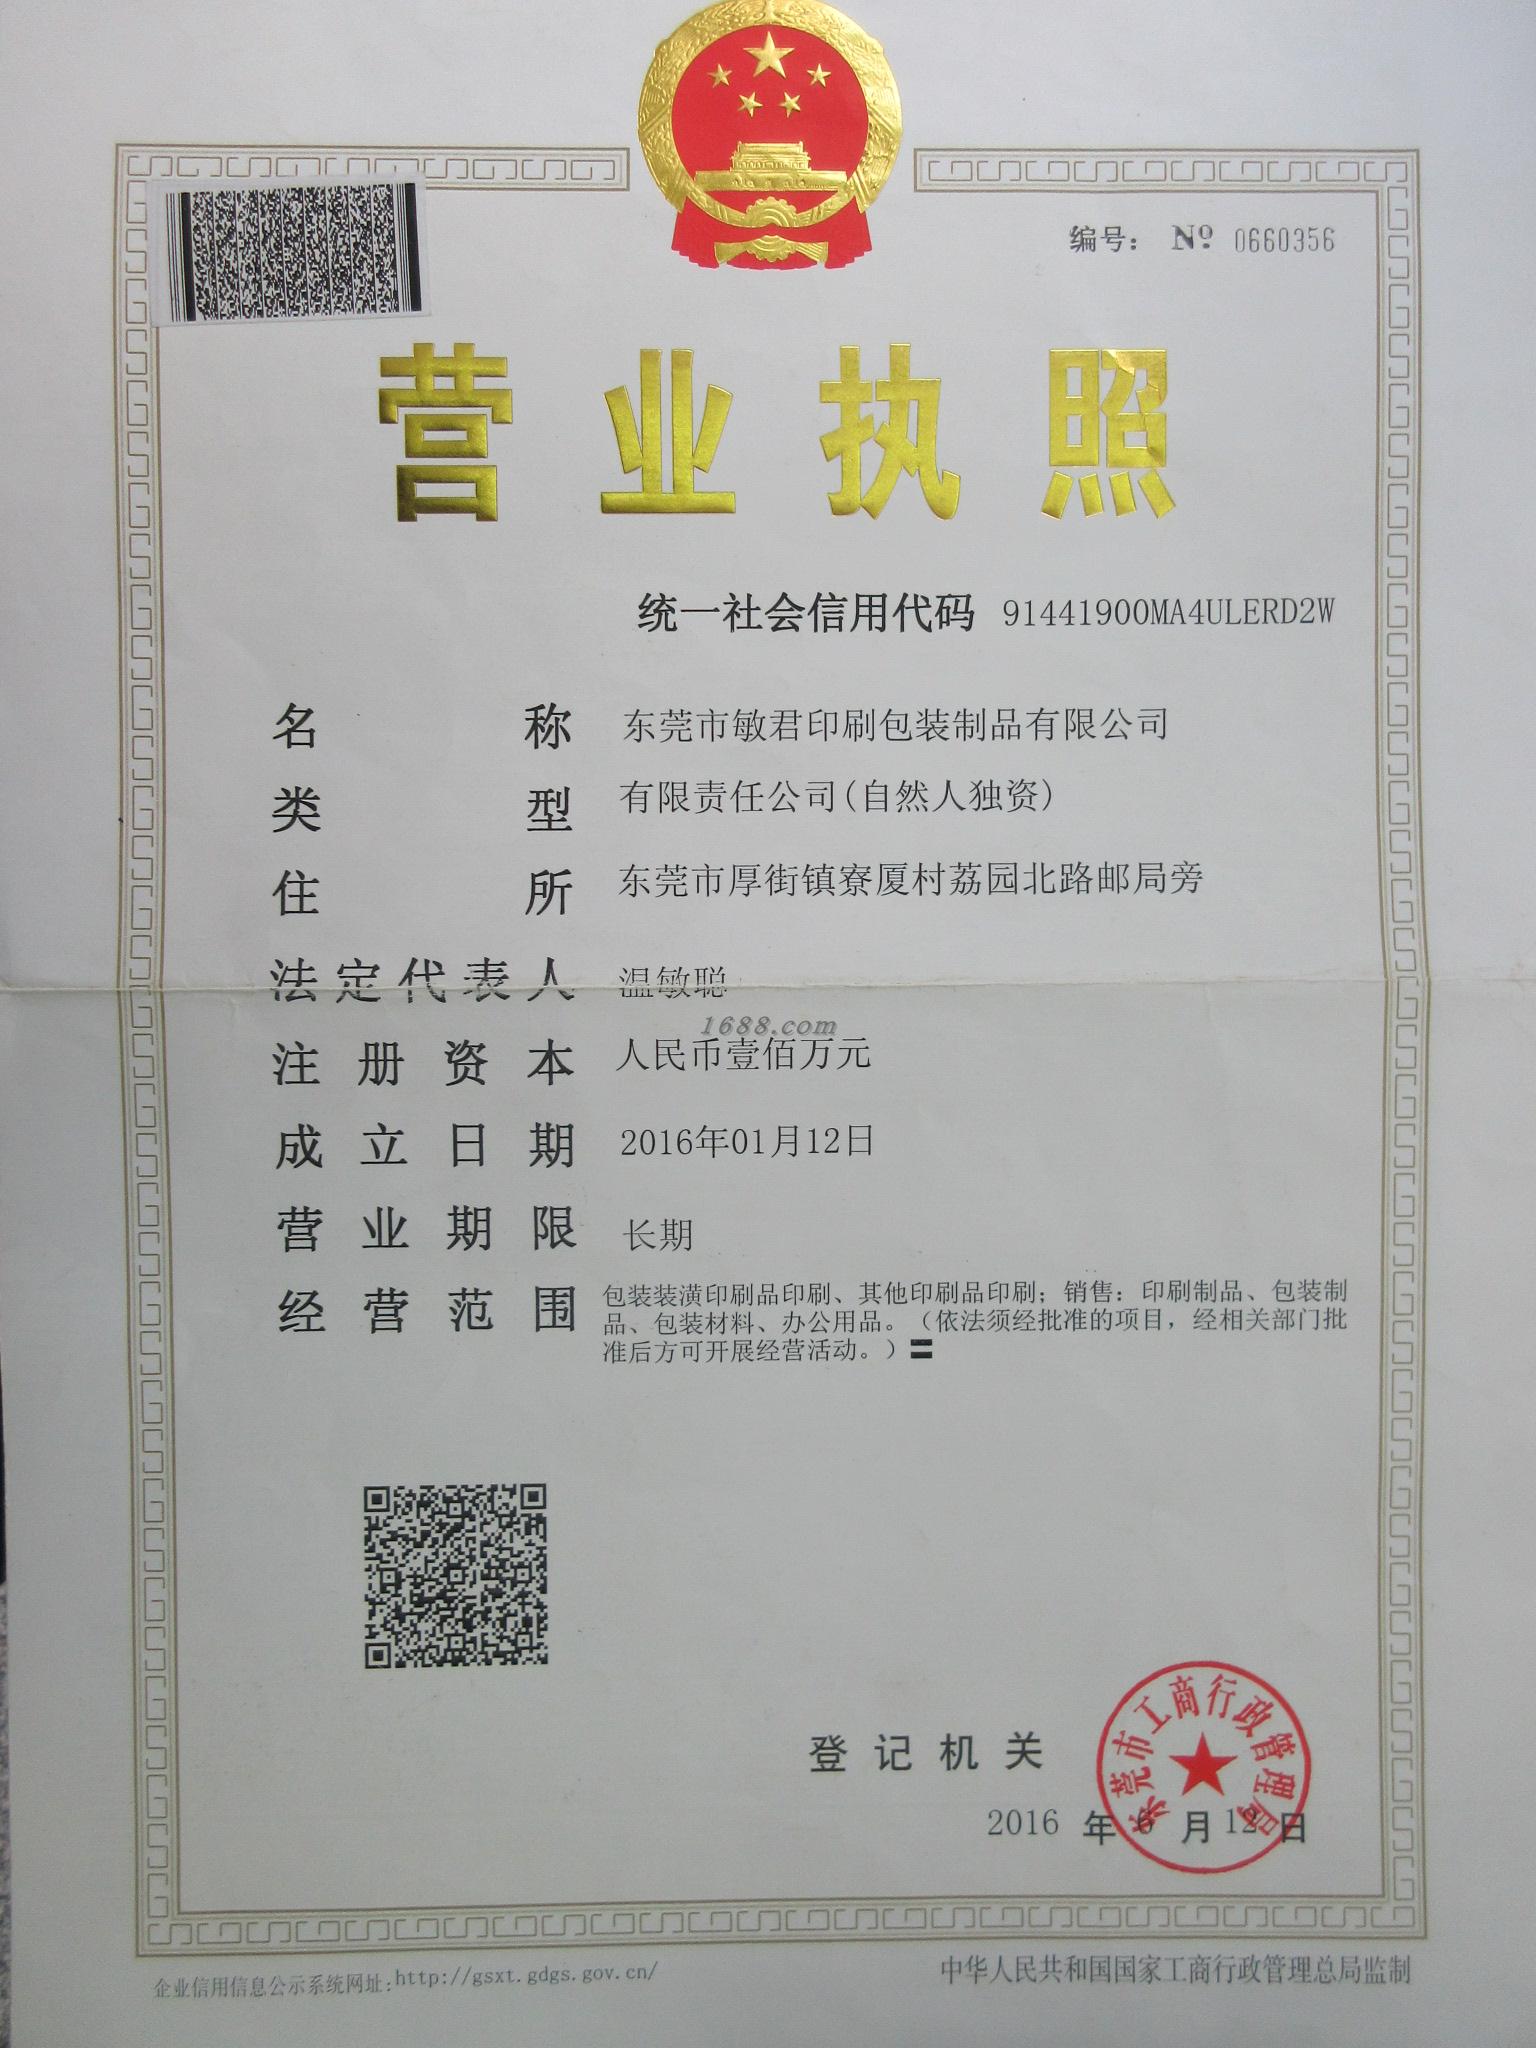 编号： № 0660356
营业执照
统一社会信用代码 91441900MA4ULERD2W
名称 东莞市敏君印刷包装制品有限公司
类型 有限责任公司(自然人独资)
住所 东莞市厚街镇寮厦村荔园北路邮局旁
法定代表人 温敏聪
1688.com
注册资本 人民币壹佰万元
成立日期 2016年01月12日
营业期限 长期
经营范围 包装装潢印刷品印刷、其他印刷品印刷；销售：印刷制品、包装制
品、包装材料、办公用品。（依法须经批准的项目，经相关部门批
准后方可开展经营活动。）〓
东莞市工商行政管理局
登记机关
2016 年 6 月 12 日
企业信用信息公示系统网址:http://gsxt.gdgs.gov.cn/
中华人民共和国国家工商行政管理总局监制